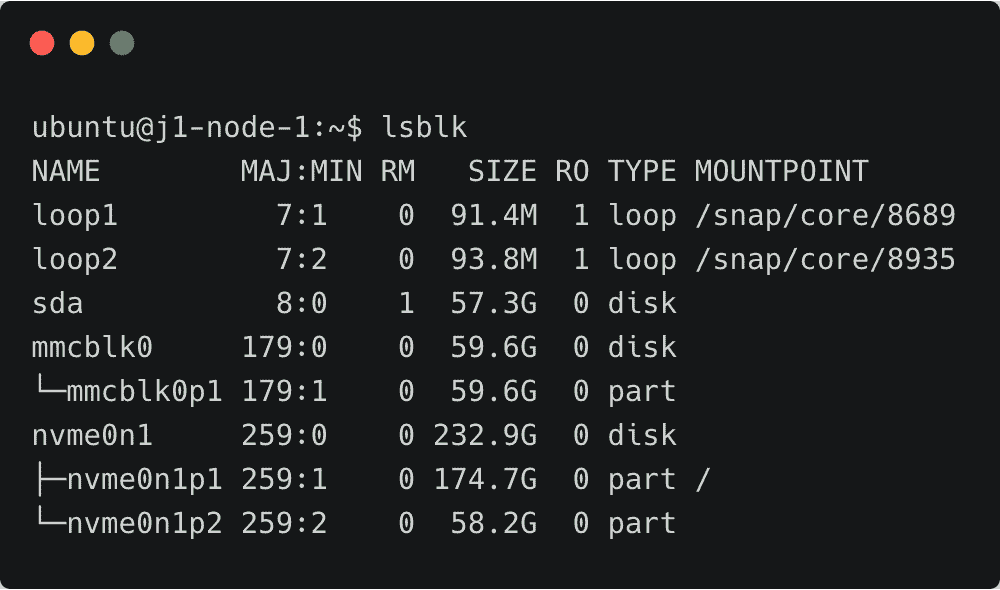 ubuntu@j1-node-1:~$ lsblk
NAME        MAJ:MIN RM   SIZE RO TYPE MOUNTPOINT
loop1         7:1    0  91.4M  1 loop /snap/core/8689
loop2         7:2    0  93.8M  1 loop /snap/core/8935
sda           8:0    1  57.3G  0 disk
mmcblk0     179:0    0  59.6G  0 disk
└─mmcblk0p1 179:1    0  59.6G  0 part
nvme0n1     259:0    0 232.9G  0 disk
├─nvme0n1p1 259:1    0 174.7G  0 part /
└─nvme0n1p2 259:2    0  58.2G  0 part